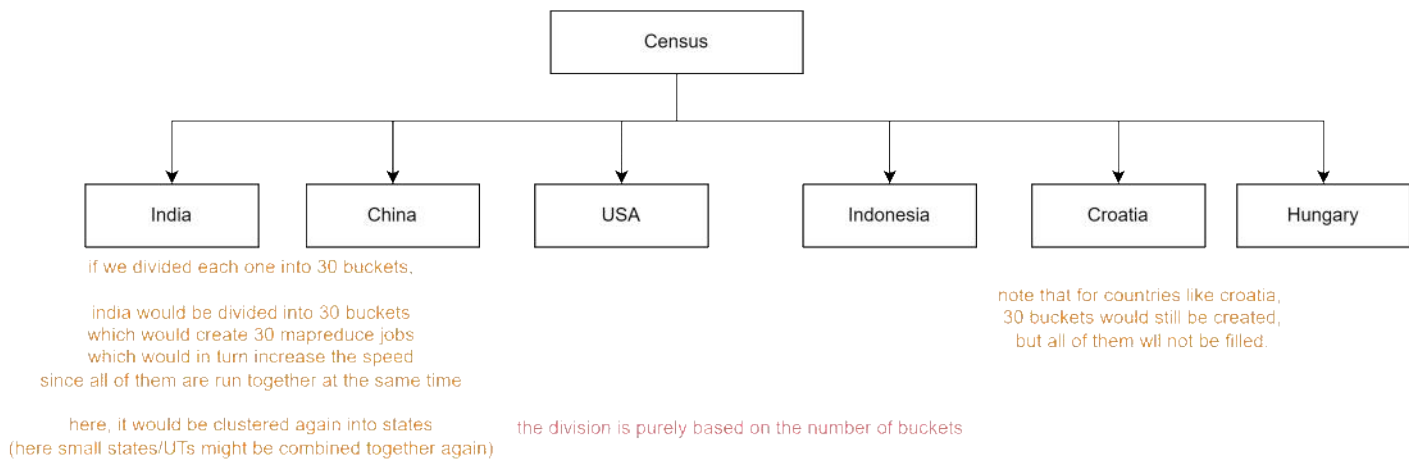 Census
India
China
USA
Indonesia
Croatia
Hungary
if we divided each one into 30 buckets,
india would be divided into 30 buckets
which would create 30 mapreduce jobs
which would in turn increase the speed
since all of them are run together at the same time
here, it would be clustered again into states
(here small states/UTs might be combined together again)
the division is purely based on the number of buckets
note that for countries like croatia,
30 buckets would still be created,
but all of them wll not be filled.